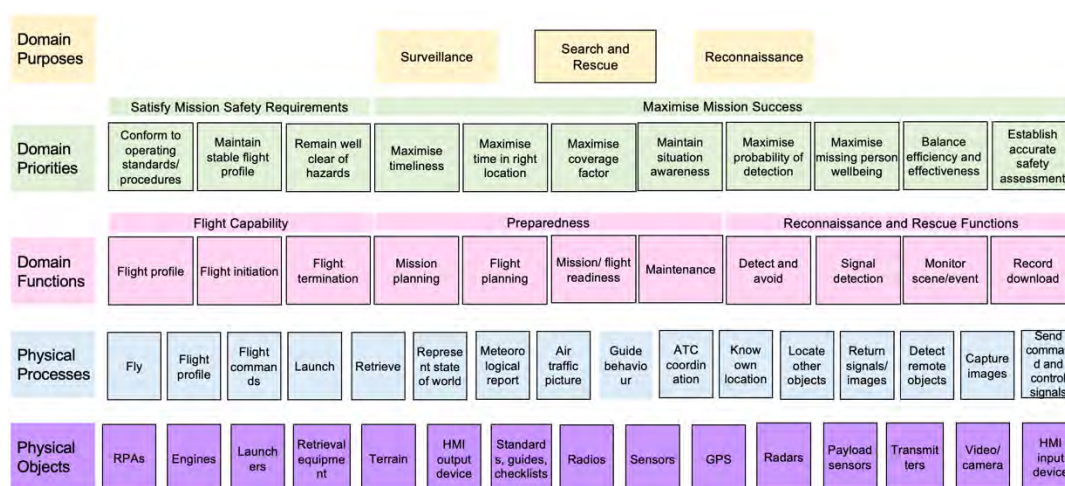 Domain
Purposes
Surveillance
Search and
Rescue
Reconnaissance
Satisfy Mission Safety Requirements
Maximise Mission Success
Domain
Priorities
Conform to
operating
standards/
procedures
Maintain
stable flight
profile
Remain well
clear of
hazards
Maximise
timeliness
Maximise
time in right
location
Maximise
coverage
factor
Maintain
situation
awareness
Maximise
probability of
detection
Maximise
missing person
wellbeing
Balance
efficiency and
effectiveness
Establish
accurate
safety
assessment
Flight Capability
Preparedness
Reconnaissance and Rescue Functions
Domain
Functions
Flight profile
Flight initiation
Flight
termination
Mission
planning
Flight
planning
Mission/ flight
readiness
Maintenance
Detect and
avoid
Signal
detection
Monitor
scene/event
Record
download
Physical
Processes
Fly
Flight
profile
Flight
comman
ds
Launch
Retrieve
Represe
nt state of
world
Meteoro
logical
report
Air
traffic
picture
Guide
behavio
ur
ATC
coordin
ation
Know
own
location
Locate
other
objects
Return
signals/
images
Detect
remote
objects
Capture
images
Send
comma
d and
control
signals
Physical
Objects
RPAs
Engines
Launch
ers
Retrieval
equipme
nt
Terrain
HMI
output
device
Standard
s, guides,
checklists
Radios
Sensors
GPS
Radars
Payload
sensors
Transmi
tters
Video/
camera
HMI
input
device